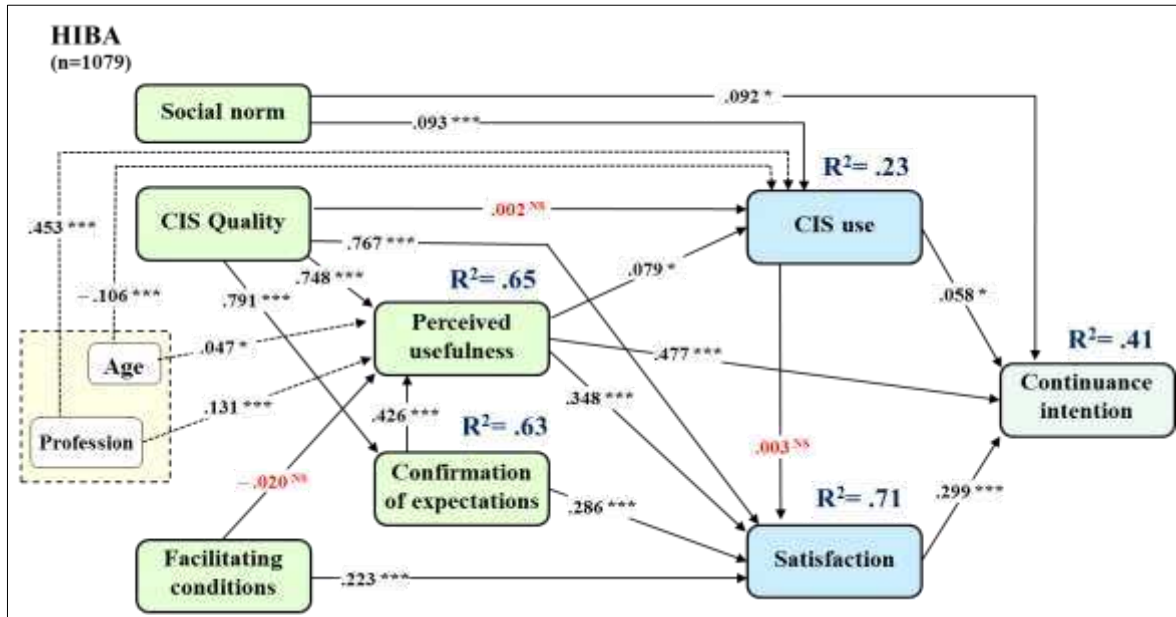 HIBA
(n=1079)
Social norm
.092 *
.093 ***
R²= .23
CIS Quality
.002 NS
CIS use
.453 ***
.767 ***
.748 ***
R²= .65
.079 *
.791 ***
– .106 ***
.058 *
Perceived
usefulness
R²= .41
Age
.047 *
.477 ***
Continuance
intention
.131 ***
.426 ***
.348 ***
R²= .63
Profession
.003 NS
– .020 NS
Confirmation
of expectations
R²= .71
.286 ***
.299 ***
Facilitating
conditions
Satisfaction
.223 ***